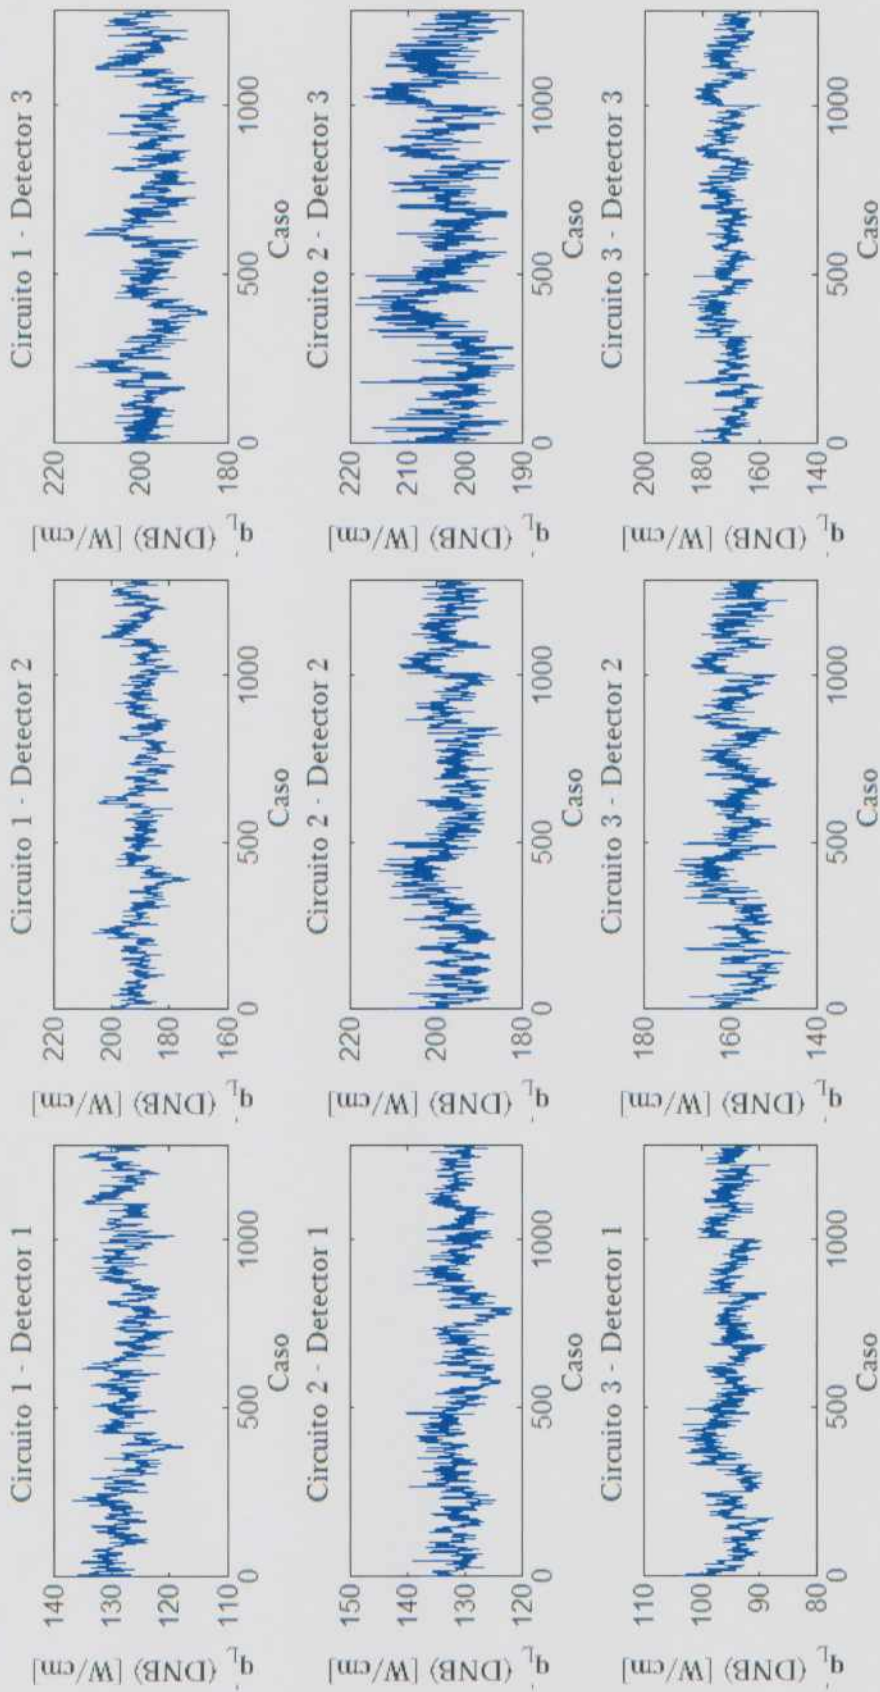 Circuito 1 - Detector 1
q'L (DNB) [W/cm]
140
130
120
110
0 500 1000
Caso
Circuito 1 - Detector 2
q'L (DNB) [W/cm]
220
200
180
160
0 500 1000
Caso
Circuito 1 - Detector 3
q'L (DNB) [W/cm]
220
200
180
0 500 1000
Caso
Circuito 2 - Detector 1
q'L (DNB) [W/cm]
150
140
130
120
0 500 1000
Caso
Circuito 2 - Detector 2
q'L (DNB) [W/cm]
220
200
180
0 500 1000
Caso
Circuito 2 - Detector 3
q'L (DNB) [W/cm]
220
210
200
190
0 500 1000
Caso
Circuito 3 - Detector 1
q'L (DNB) [W/cm]
110
100
90
80
0 500 1000
Caso
Circuito 3 - Detector 2
q'L (DNB) [W/cm]
180
160
140
0 500 1000
Caso
Circuito 3 - Detector 3
q'L (DNB) [W/cm]
200
180
160
140
0 500 1000
Caso